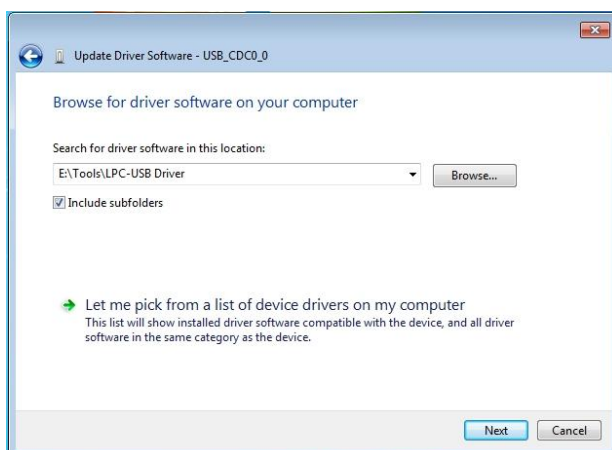 Update Driver Software - USB_CDC0_0
Browse for driver software on your computer
Search for driver software in this location:
E:\Tools\LPC-USB Driver
Browse...
Include subfolders
Let me pick from a list of device drivers on my computer
This list will show installed driver software compatible with the device, and all driver
software in the same category as the device.
Next
Cancel